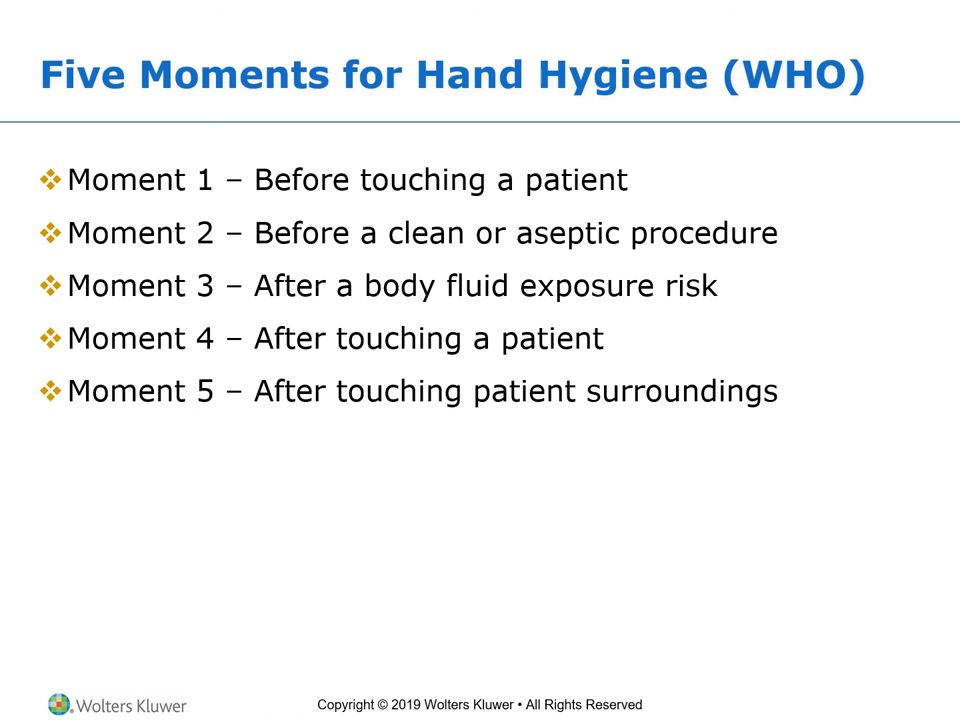 Five Moments for Hand Hygiene (WHO)
❖Moment 1 – Before touching a patient
❖Moment 2 – Before a clean or aseptic procedure
❖Moment 3 – After a body fluid exposure risk
❖Moment 4 – After touching a patient
❖Moment 5 – After touching patient surroundings
Wolters Kluwer
Copyright © 2019 Wolters Kluwer • All Rights Reserved